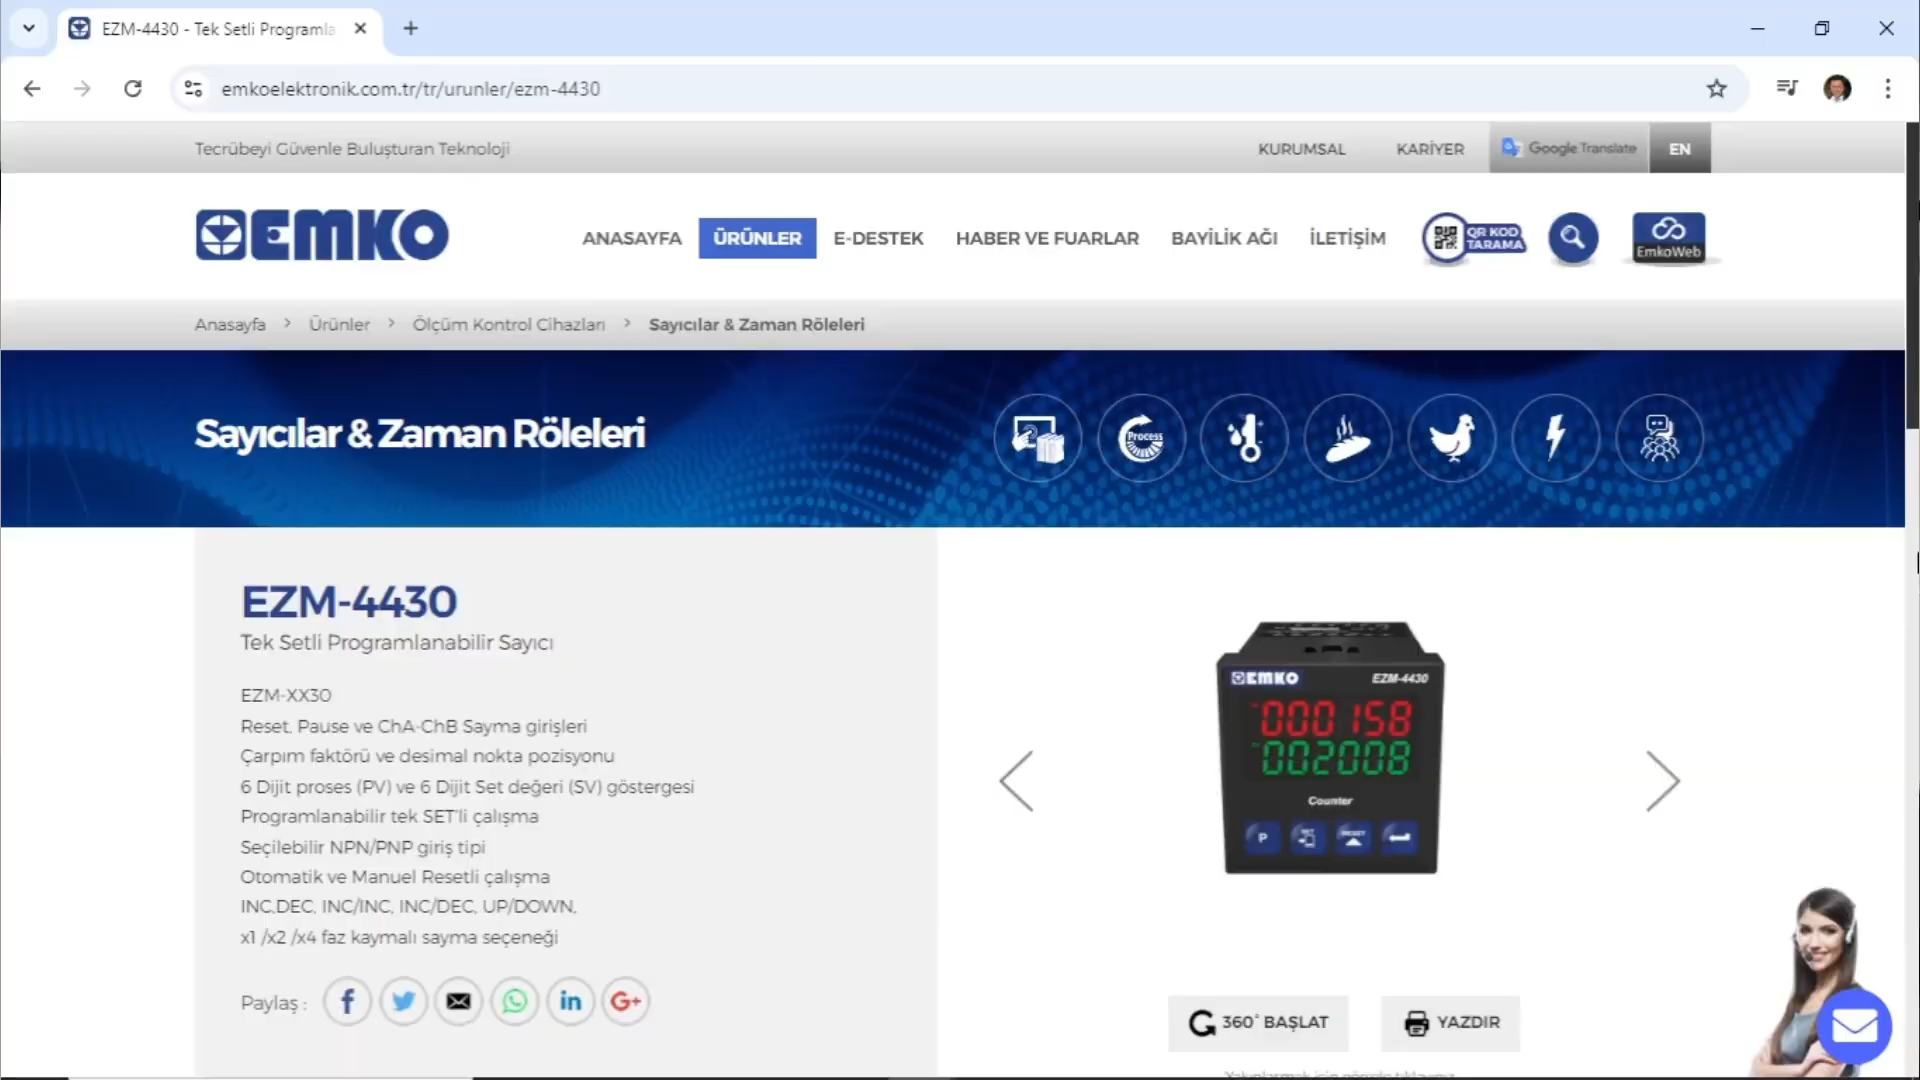 EZM-4430 - Tek Setli Programla
emkoelektronik.com.tr/tr/urunler/ezm-4430
Tecrübeyi Güvenle Buluşturan Teknoloji
KURUMSAL
KARİYER
Google Translate
EN
EMKO
ANASAYFA
ÜRÜNLER
E-DESTEK
HABER VE FUARLAR
BAYİLİK AĞI
İLETİŞİM
QR KOD
TARAMA
EmkoWeb
Anasayfa > Ürünler > Ölçüm Kontrol Cihazları > Sayıcılar & Zaman Röleleri
Sayıcılar & Zaman Röleleri
Process
EZM-4430
Tek Setli Programlanabilir Sayıcı
EZM-XX30
Reset, Pause ve ChA-ChB Sayma girişleri
Çarpım faktörü ve desimal nokta pozisyonu
6 Dijit proses (PV) ve 6 Dijit Set değeri (SV) göstergesi
Programlanabilir tek SET'li çalışma
Seçilebilir NPN/PNP giriş tipi
Otomatik ve Manuel Resetli çalışma
INC,DEC, INC/INC, INC/DEC, UP/DOWN,
x1 /x2 /x4 faz kaymalı sayma seçeneği
Paylaş :
EMKO
EZM-4430
000158
002008
Counter
P
SET
RESET
360° BAŞLAT
YAZDIR